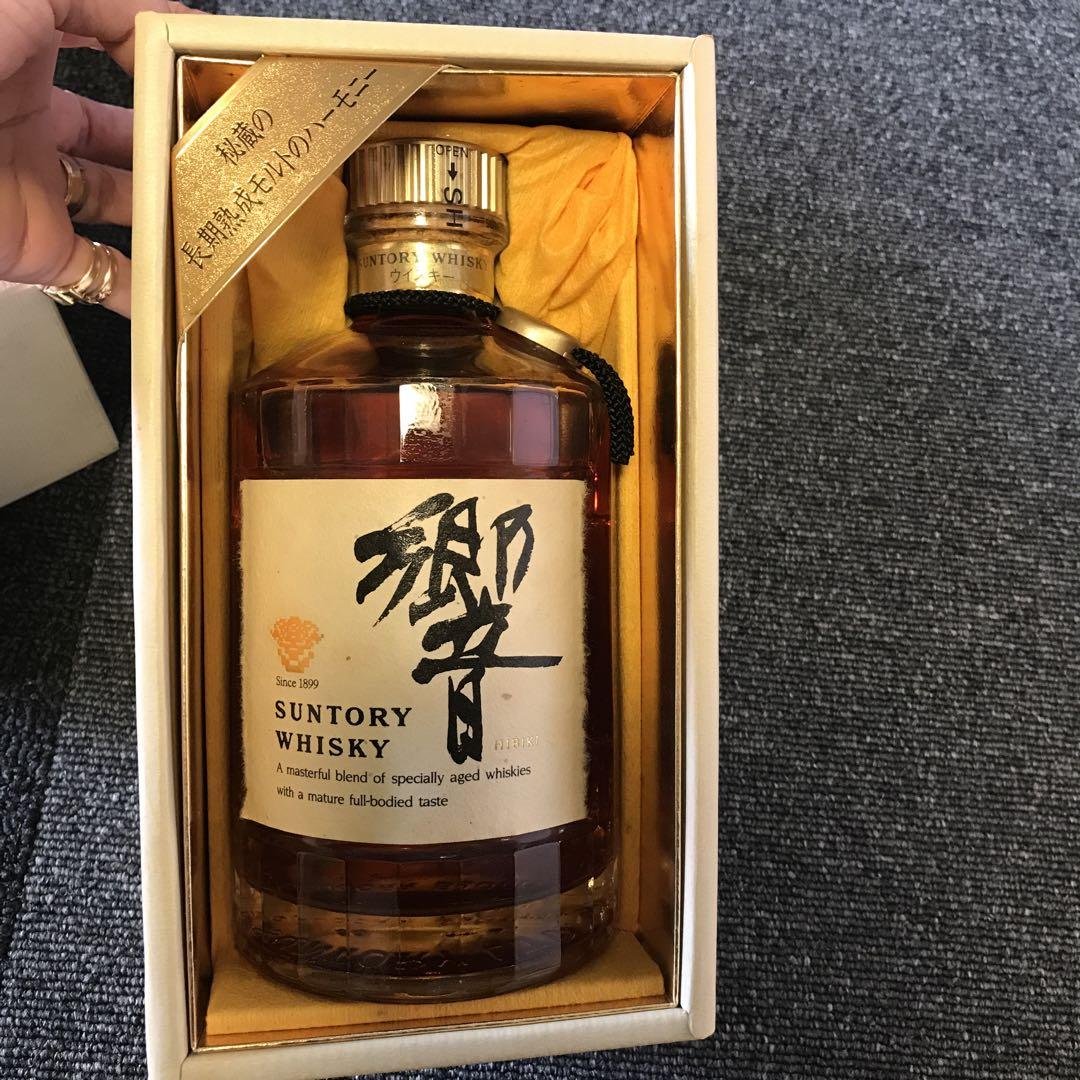 秘蔵の
長期熟成モルトのハーモニー
OPEN
HS
SUNTORY WHISKY
ウイスキー
響
Since 1899
SUNTORY
WHISKY
HIBIKI
A masterful blend of specially aged whiskies
with a mature full-bodied taste